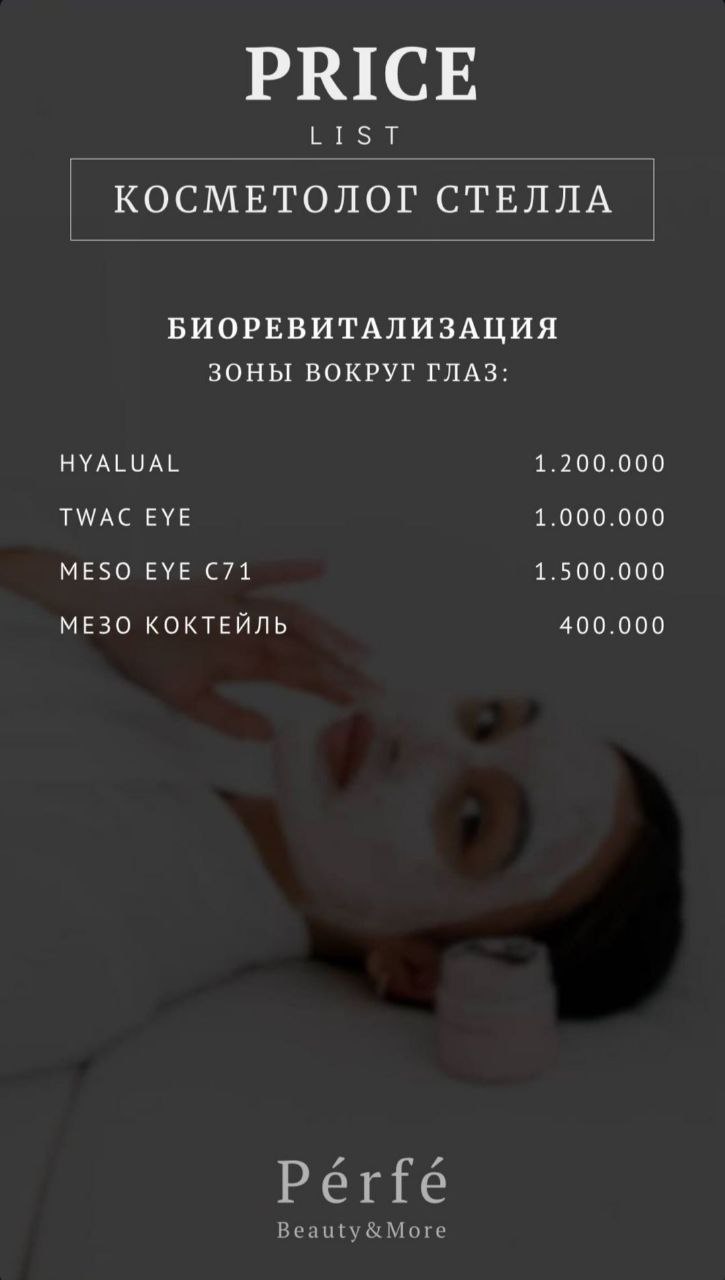 PRICE
LIST
КОСМЕТОЛОГ СТЕЛЛА
БИОРЕВИТАЛИЗАЦИЯ
ЗОНЫ ВОКРУГ ГЛАЗ:
HYALUAL 1.200.000
TWAC EYE 1.000.000
MESO EYE C71 1.500.000
МЕЗО КОКТЕЙЛЬ 400.000
Pérfé
Beauty&More